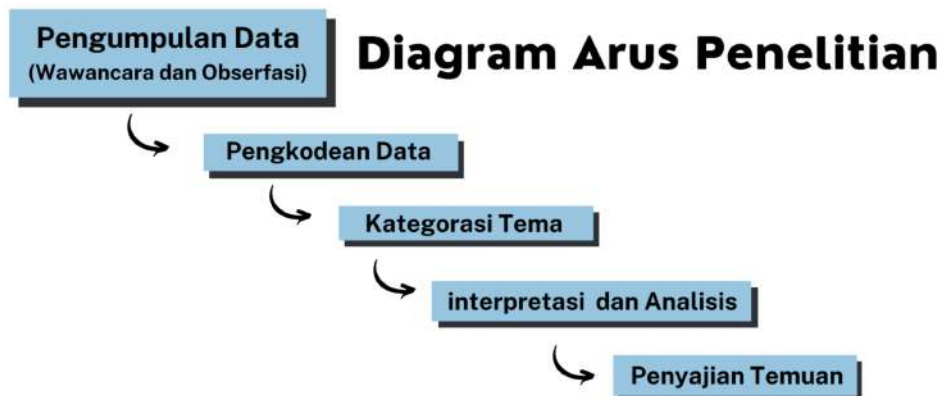 Pengumpulan Data
(Wawancara dan Obserfasi)
Diagram Arus Penelitian
Pengkodean Data
Kategorasi Tema
interpretasi dan Analisis
Penyajian Temuan